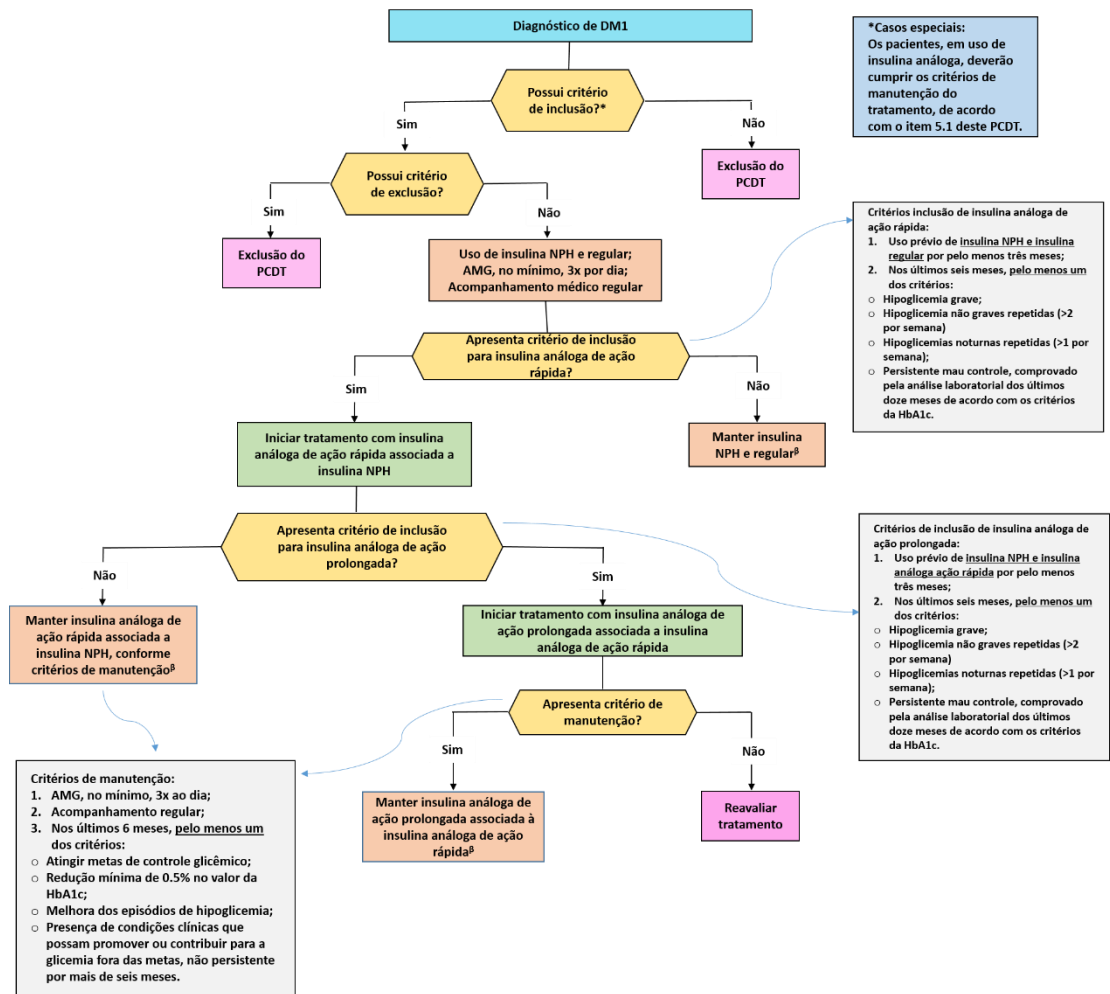 Diagnóstico de DM1
*Casos especiais:
Os pacientes, em uso de
insulina análoga, deverão
cumprir os critérios de
manutenção do
tratamento, de acordo
com o item 5.1 deste PCDT.
Possui critério
de inclusão?*
Sim
Não
Exclusão do
PCDT
Possui critério
de exclusão?
Sim
Não
Exclusão do
PCDT
Uso de insulina NPH e regular;
AMG, no mínimo, 3x por dia;
Acompanhamento médico regular
Critérios inclusão de insulina análoga de
ação rápida:
1. Uso prévio de insulina NPH e insulina
regular por pelo menos três meses;
2. Nos últimos seis meses, pelo menos um
dos critérios:
○ Hipoglicemia grave;
○ Hipoglicemia não graves repetidas (>2
por semana)
○ Hipoglicemias noturnas repetidas (>1 por
semana);
○ Persistente mau controle, comprovado
pela análise laboratorial dos últimos
doze meses de acordo com os critérios
da HbA1c.
Apresenta critério de inclusão
para insulina análoga de ação
rápida?
Sim
Não
Iniciar tratamento com insulina
análoga de ação rápida associada a
insulina NPH
Manter insulina
NPH e regularᵝ
Apresenta critério de inclusão
para insulina análoga de ação
prolongada?
Não
Sim
Critérios de inclusão de insulina análoga de
ação prolongada:
1. Uso prévio de insulina NPH e insulina
análoga ação rápida por pelo menos
três meses;
2. Nos últimos seis meses, pelo menos um
dos critérios:
○ Hipoglicemia grave;
○ Hipoglicemia não graves repetidas (>2
por semana)
○ Hipoglicemias noturnas repetidas (>1 por
semana);
○ Persistente mau controle, comprovado
pela análise laboratorial dos últimos
doze meses de acordo com os critérios
da HbA1c.
Manter insulina análoga de
ação rápida associada a
insulina NPH, conforme
critérios de manutençãoᵝ
Iniciar tratamento com insulina análoga de
ação prolongada associada a insulina
análoga de ação rápida
Apresenta critério de
manutenção?
Sim
Não
Manter insulina análoga de
ação prolongada associada à
insulina análoga de ação
rápidaᵝ
Reavaliar
tratamento
Critérios de manutenção:
1. AMG, no mínimo, 3x ao dia;
2. Acompanhamento regular;
3. Nos últimos 6 meses, pelo menos um
dos critérios:
○ Atingir metas de controle glicêmico;
○ Redução mínima de 0.5% no valor da
HbA1c;
○ Melhora dos episódios de hipoglicemia;
○ Presença de condições clínicas que
possam promover ou contribuir para a
glicemia fora das metas, não persistente
por mais de seis meses.